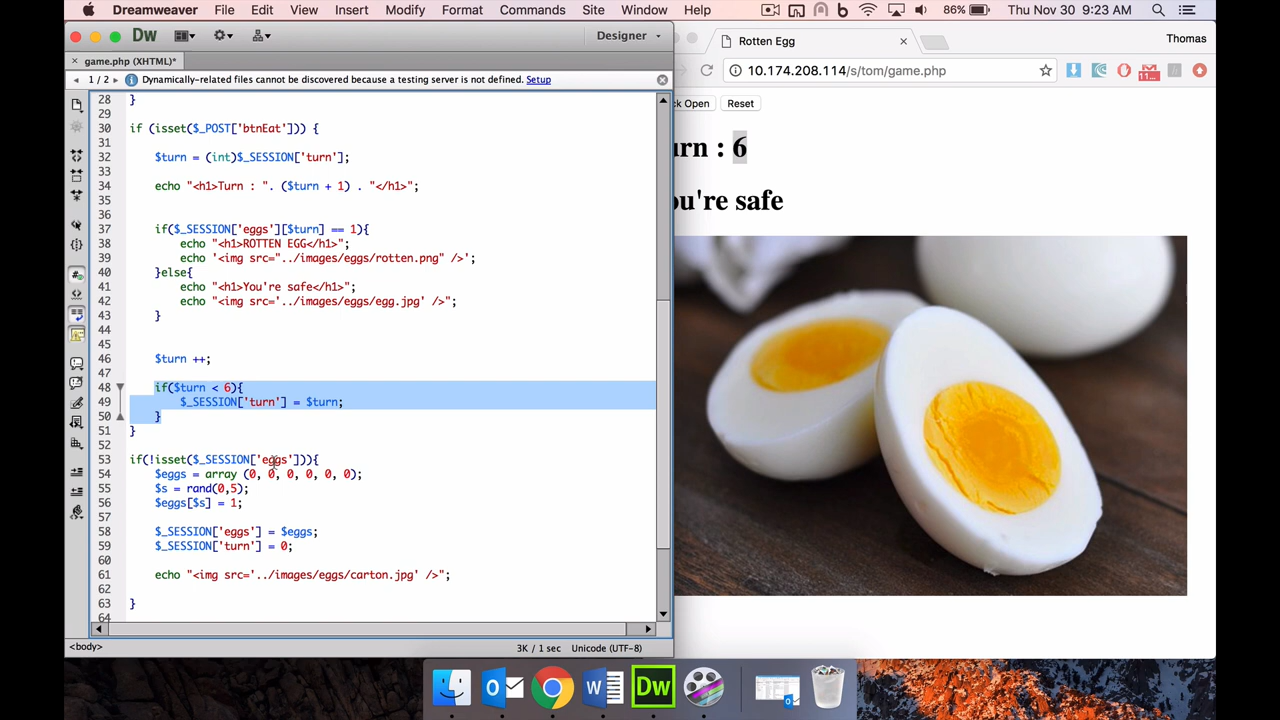 Dreamweaver File Edit View Insert Modify Format Commands Site Window Help 86% Thu Nov 30 9:23 AM
Dw Designer
game.php (XHTML)*
1 / 2 Dynamically-related files cannot be discovered because a testing server is not defined. Setup
28 }
29
30 if (isset($_POST['btnEat'])) {
31
32 $turn = (int)$_SESSION['turn'];
33
34 echo "<h1>Turn : ". ($turn + 1) . "</h1>";
35
36
37 if($_SESSION['eggs'][$turn] == 1){
38 echo "<h1>ROTTEN EGG</h1>";
39 echo '<img src="../images/eggs/rotten.png" />';
40 }else{
41 echo "<h1>You're safe</h1>";
42 echo "<img src='../images/eggs/egg.jpg' />";
43 }
44
45
46 $turn ++;
47
48 if($turn < 6){
49 $_SESSION['turn'] = $turn;
50 }
51 }
52
53 if(!isset($_SESSION['eggs'])){
54 $eggs = array (0, 0, 0, 0, 0, 0);
55 $s = rand(0,5);
56 $eggs[$s] = 1;
57
58 $_SESSION['eggs'] = $eggs;
59 $_SESSION['turn'] = 0;
60
61 echo "<img src='../images/eggs/carton.jpg' />";
62
63 }
64
<body> 3K / 1 sec Unicode (UTF-8)
Rotten Egg Thomas
10.174.208.114/s/tom/game.php
ck Open Reset
urn : 6
ou're safe
W Dw